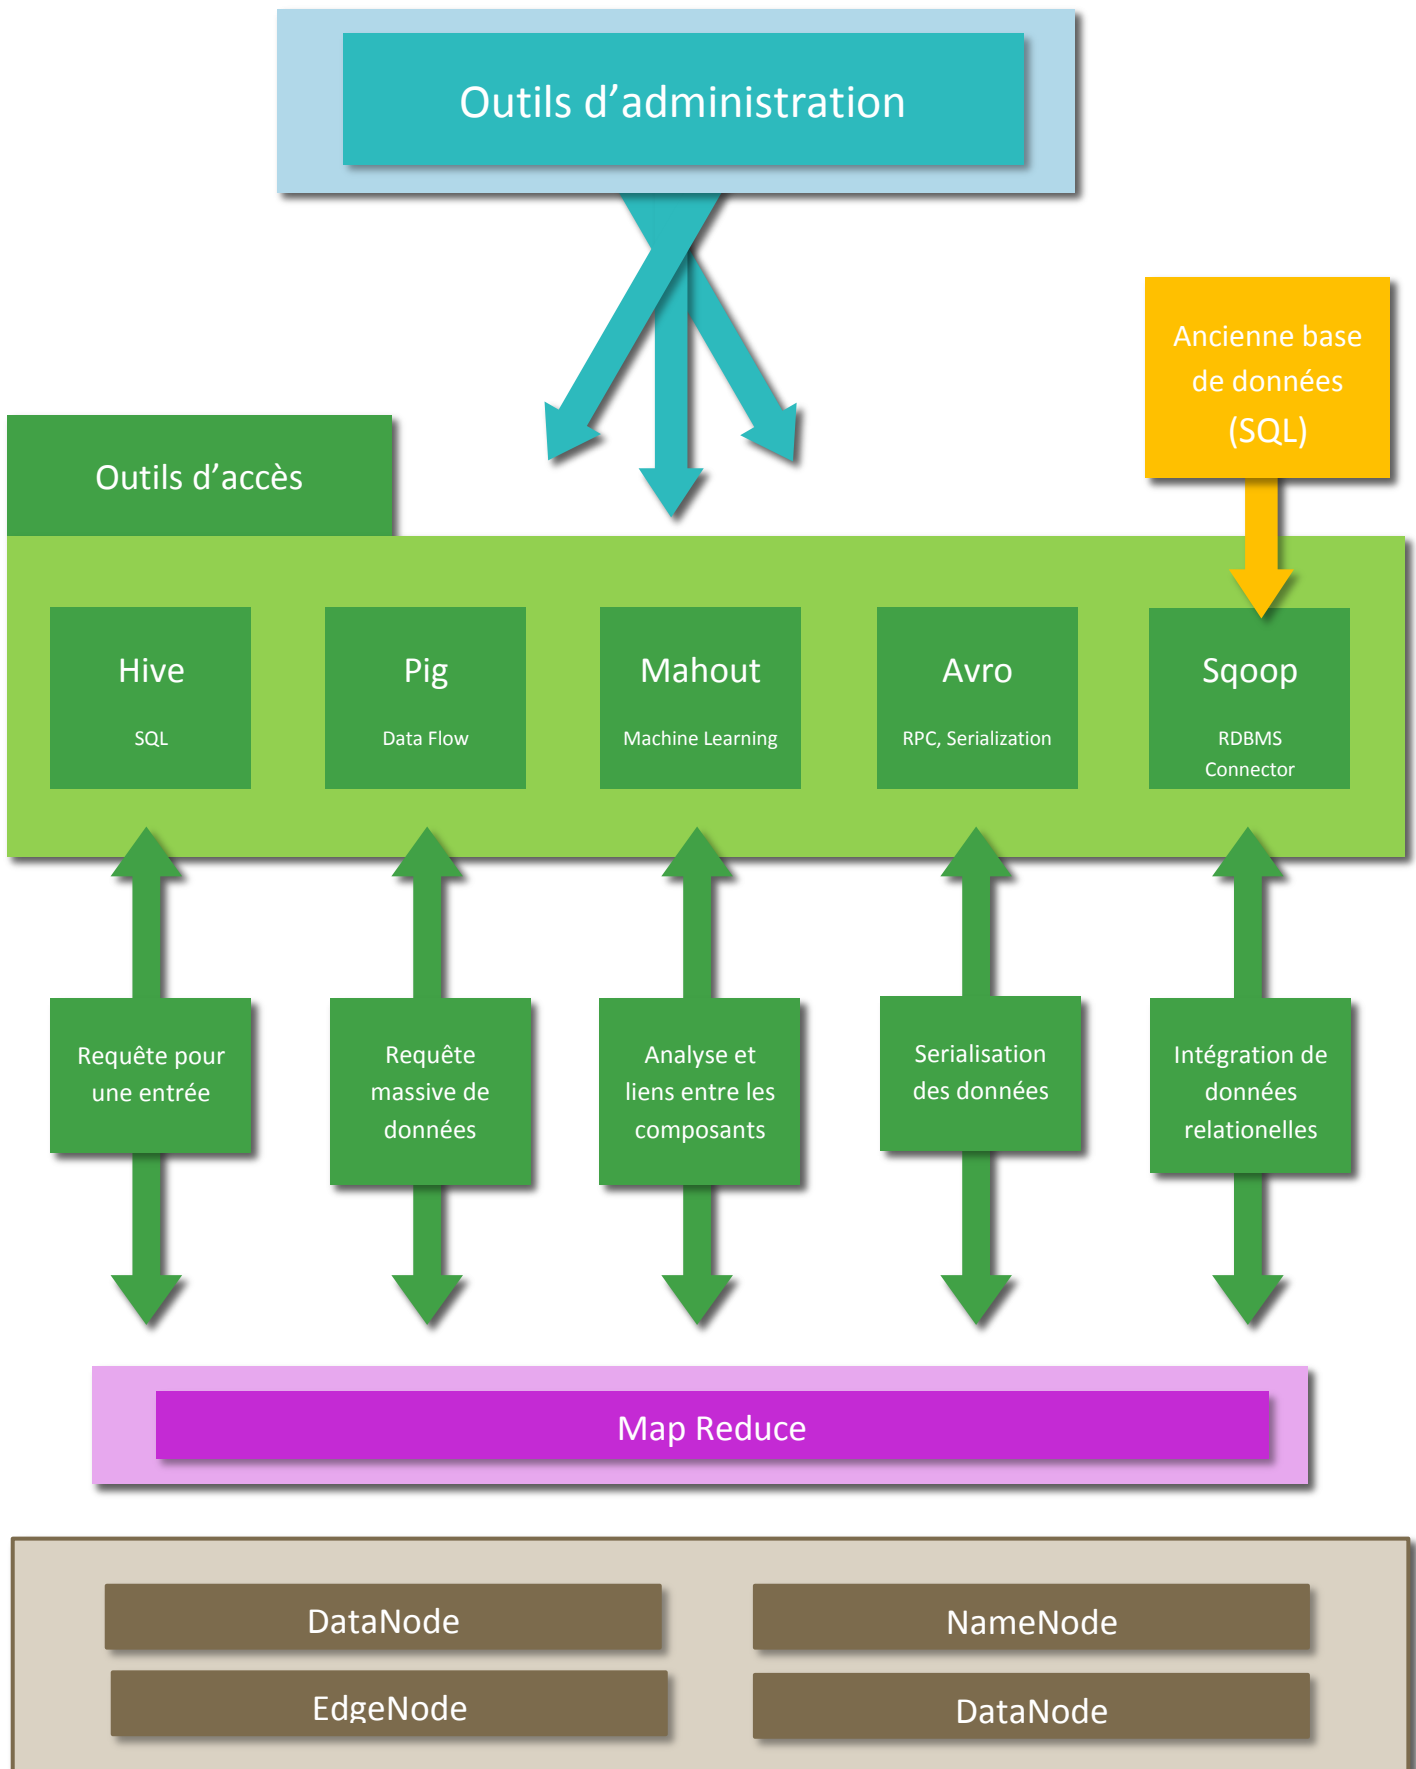 Outils d’administration
Ancienne base
de données
(SQL)
Outils d’accès
Hive
SQL
Pig
Data Flow
Mahout
Machine Learning
Avro
RPC, Serialization
Sqoop
RDBMS
Connector
Requête pour
une entrée
Requête
massive de
données
Analyse et
liens entre les
composants
Serialisation
des données
Intégration de
données
relationelles
Map Reduce
DataNode
NameNode
EdgeNode
DataNode